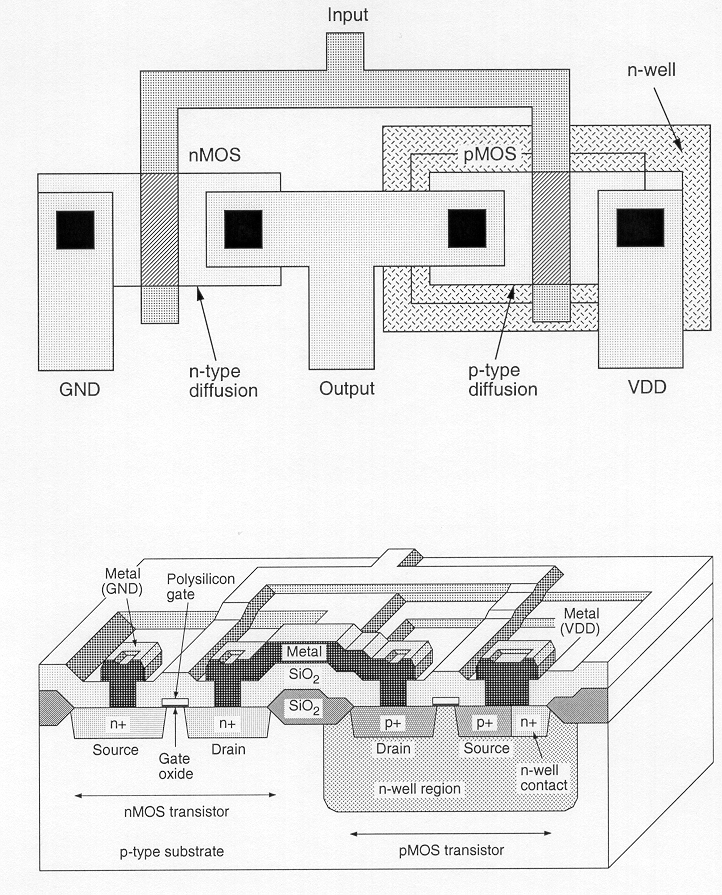 Input
n-well
nMOS
pMOS
n-type
diffusion
p-type
diffusion
GND
Output
VDD
Metal
(GND)
Polysilicon
gate
Metal
(VDD)
Metal
SiO2
SiO2
n+
n+
p+
p+
n+
Source
Gate
oxide
Drain
Drain
Source
n-well
contact
n-well region
nMOS transistor
pMOS transistor
p-type substrate